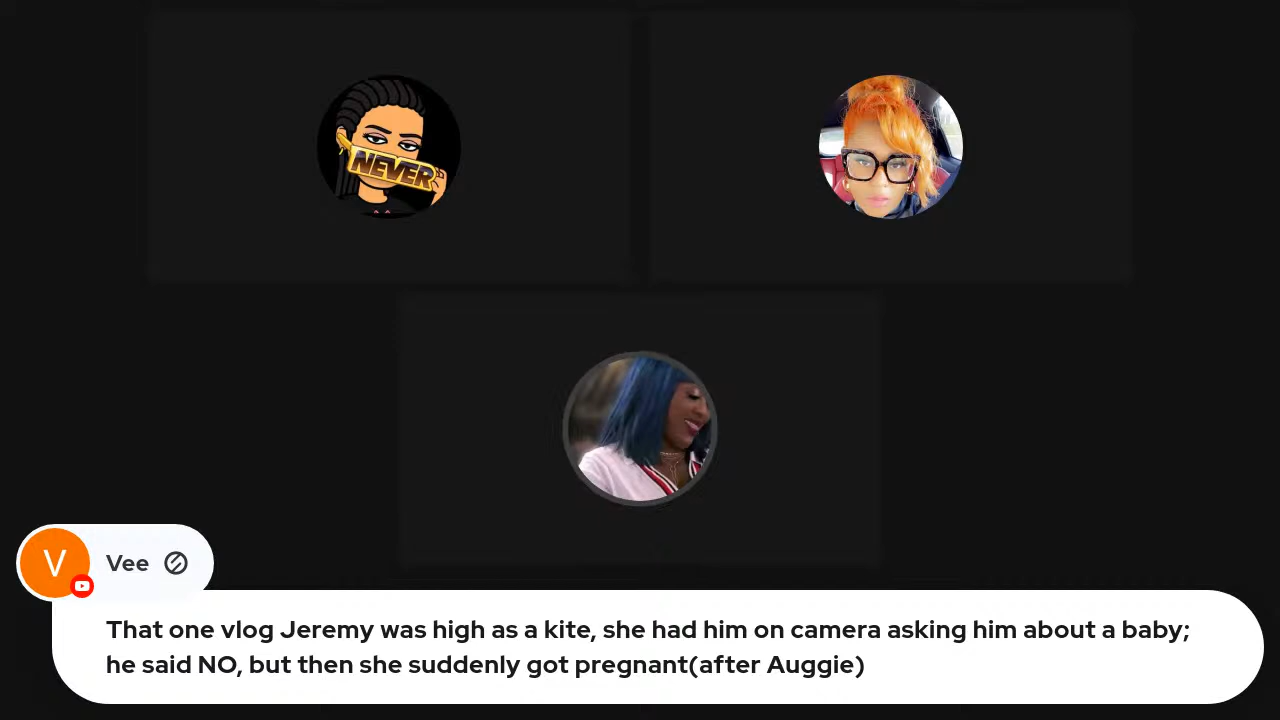 NEVER
V
Vee
That one vlog Jeremy was high as a kite, she had him on camera asking him about a baby;
he said NO, but then she suddenly got pregnant(after Auggie)